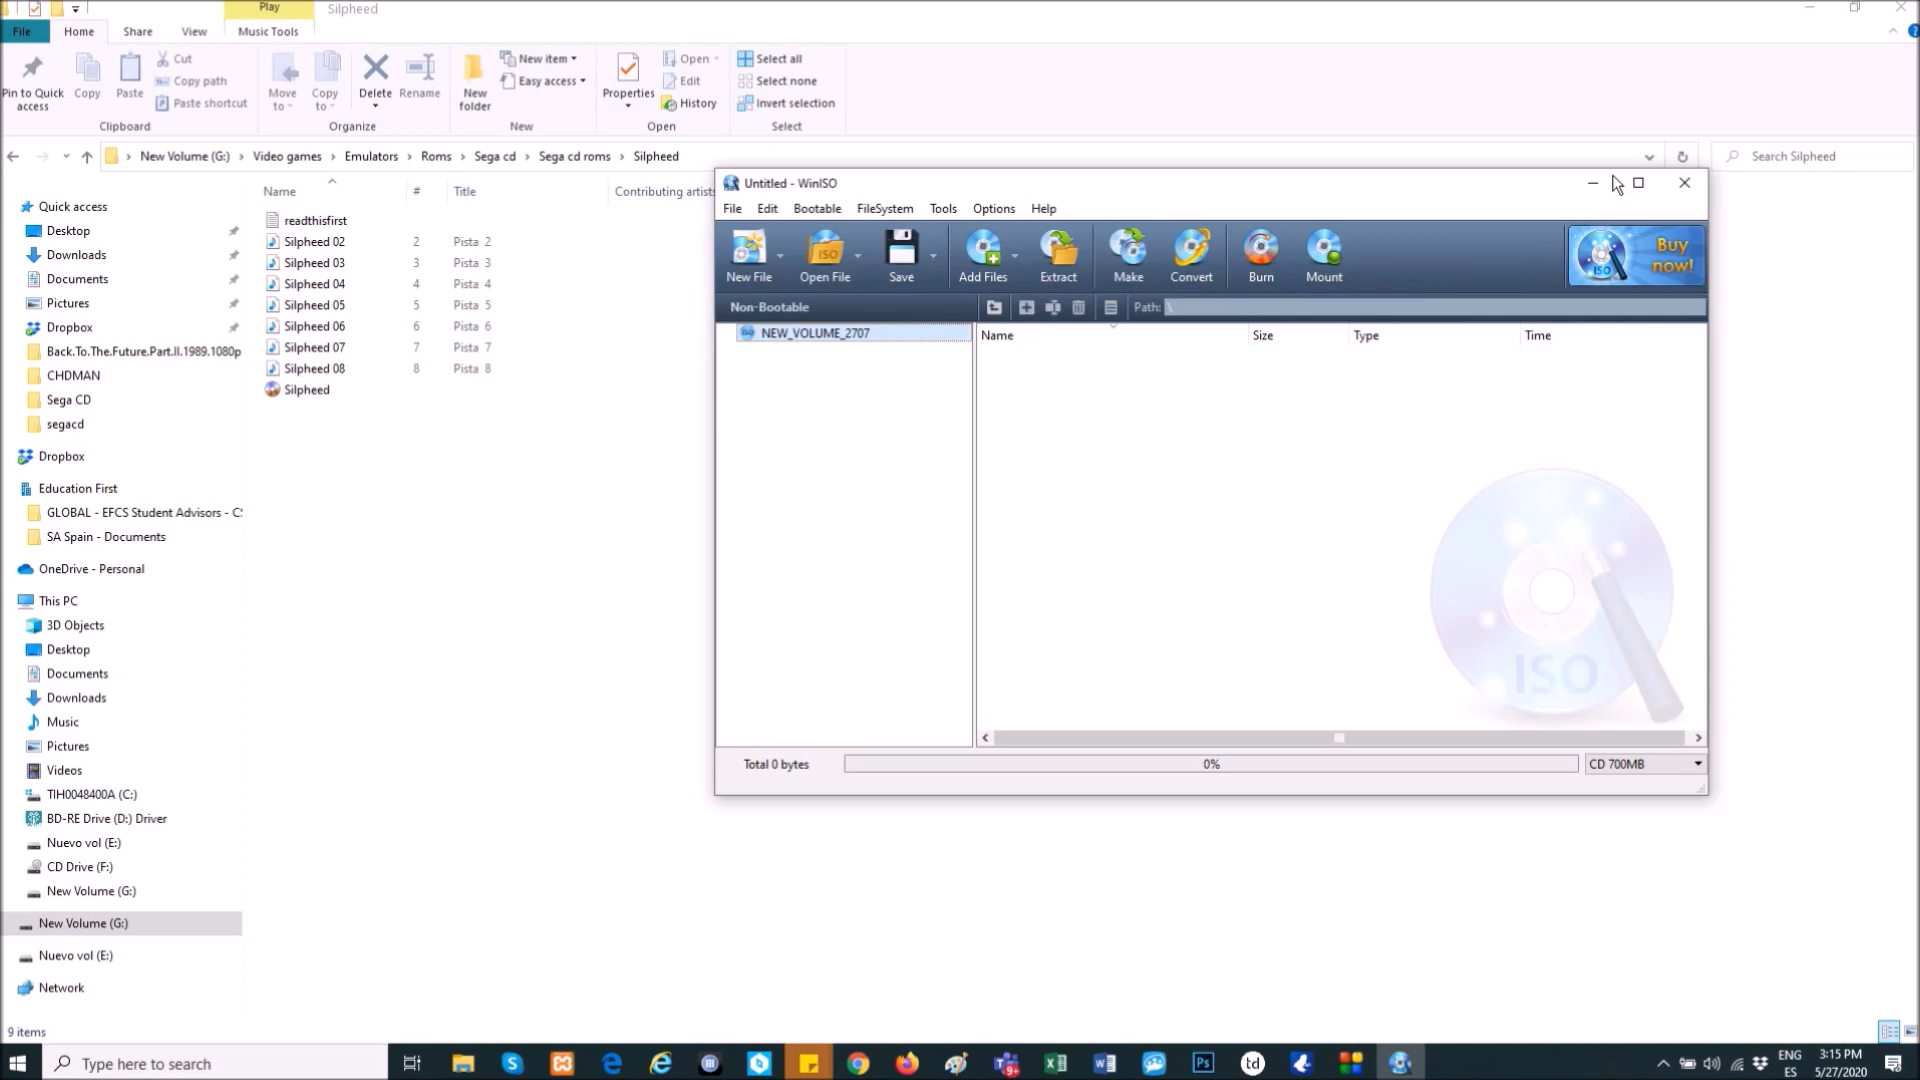 Play
Silpheed
File
Home
Share
View
Music Tools
Pin to Quick
access
Copy
Paste
Cut
Copy path
Paste shortcut
Clipboard
Move
to
Copy
to
Delete
Rename
Organize
New
folder
New item
Easy access
New
Properties
Open
Edit
History
Open
Select all
Select none
Invert selection
Select
New Volume (G:) > Video games > Emulators > Roms > Sega cd > Sega cd roms > Silpheed
Search Silpheed
Name
#
Title
Contributing artists
readthisfirst
Silpheed 02 2 Pista 2
Silpheed 03 3 Pista 3
Silpheed 04 4 Pista 4
Silpheed 05 5 Pista 5
Silpheed 06 6 Pista 6
Silpheed 07 7 Pista 7
Silpheed 08 8 Pista 8
Silpheed
Quick access
Desktop
Downloads
Documents
Pictures
Dropbox
Back.To.The.Future.Part.II.1989.1080p
CHDMAN
Sega CD
segacd
Dropbox
Education First
GLOBAL - EFCS Student Advisors - CS
SA Spain - Documents
OneDrive - Personal
This PC
3D Objects
Desktop
Documents
Downloads
Music
Pictures
Videos
TIH0048400A (C:)
BD-RE Drive (D:) Driver
Nuevo vol (E:)
CD Drive (F:)
New Volume (G:)
New Volume (G:)
Nuevo vol (E:)
Network
9 items
Untitled - WinISO
File Edit Bootable FileSystem Tools Options Help
New File
ISO
Open File
Save
Add Files
Extract
Make
Convert
Burn
Mount
ISO
Buy
now!
Non-Bootable
Path: \
NEW_VOLUME_2707
Name Size Type Time
ISO
Total 0 bytes
0%
CD 700MB
Type here to search
9+
Ps
td
ENG
ES
3:15 PM
5/27/2020